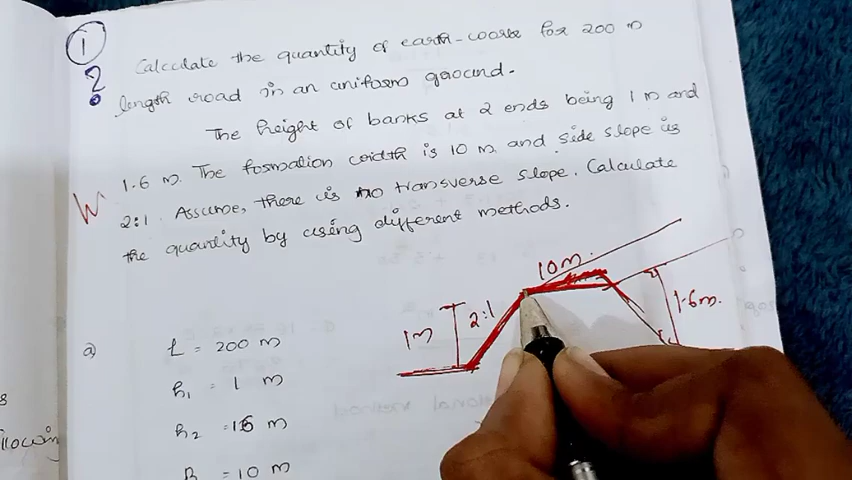 1
?
Calculate the quantity of earth-work for 200 m
length road in an uniform ground.
The height of banks at 2 ends being 1 m and
1.6 m. The formation width is 10 m and side slope is
2:1. Assume, there is no transverse slope. Calculate
the quantity by using different methods.
10m.
1m
2:1
1.6m.
a)
L = 200 m
h₁ = 1 m
h₂ = 1.6 m
B = 10 m